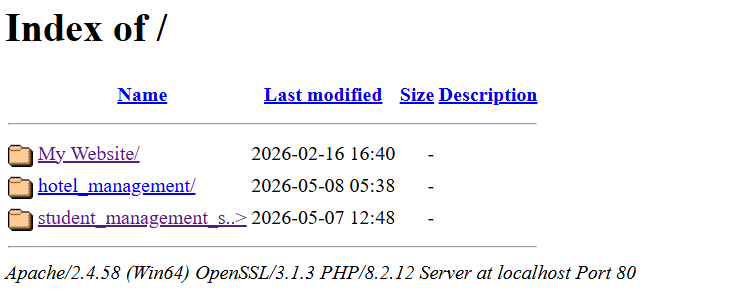 Index of /
Name Last modified Size Description
My Website/ 2026-02-16 16:40 -
hotel_management/ 2026-05-08 05:38 -
student_management_s..> 2026-05-07 12:48 -
Apache/2.4.58 (Win64) OpenSSL/3.1.3 PHP/8.2.12 Server at localhost Port 80